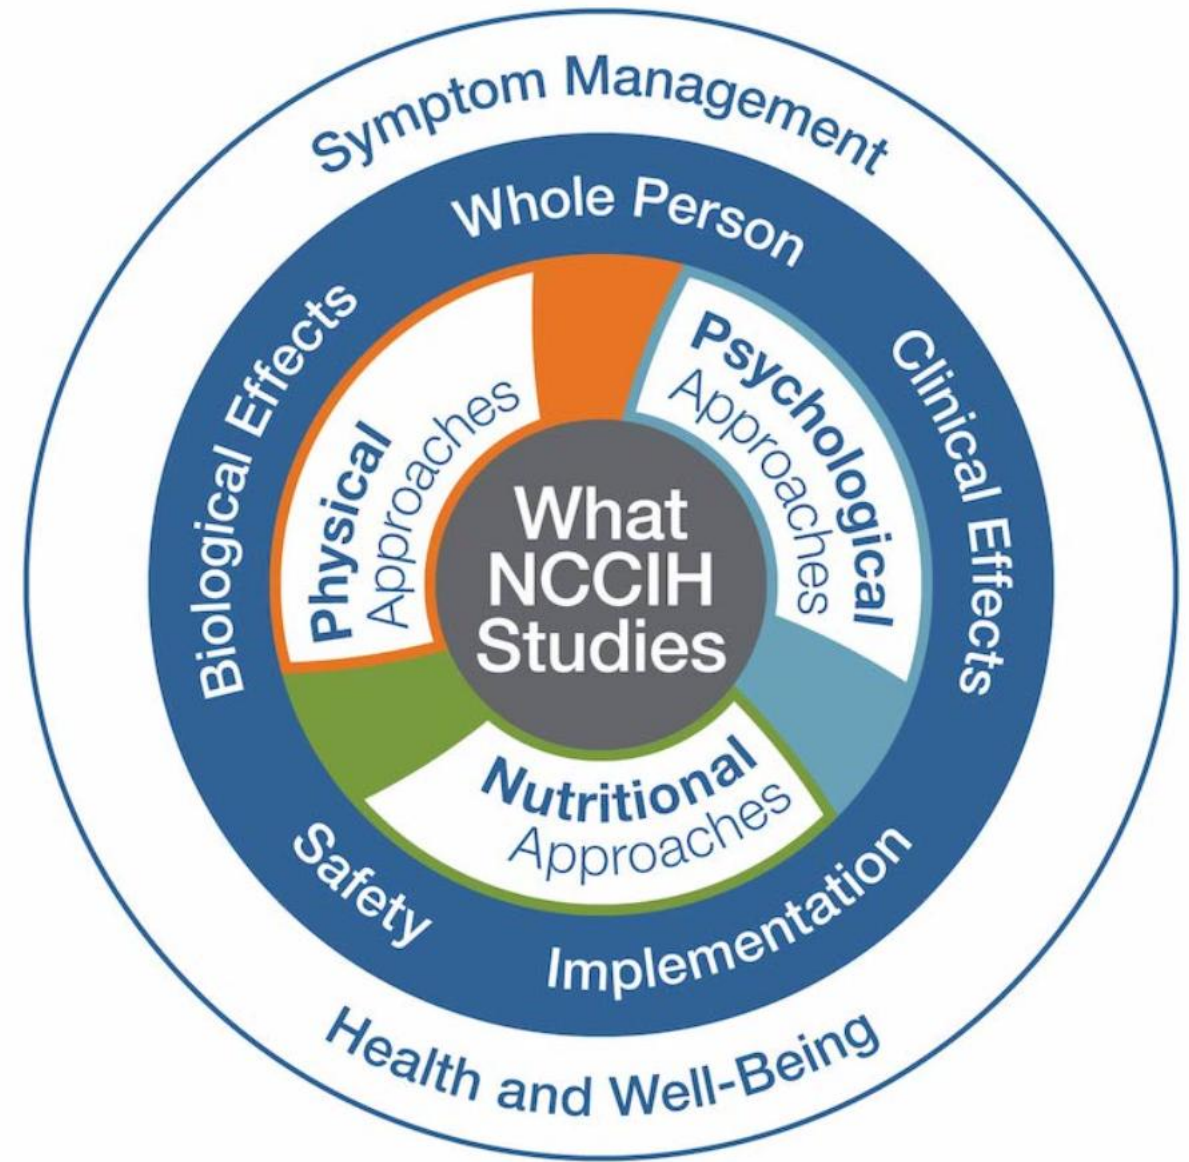 Symptom Management
Whole Person
Biological Effects
Clinical Effects
Physical
Approaches
Psychological
Approaches
What
NCCIH
Studies
Nutritional
Approaches
Safety
Implementation
Health and Well-Being